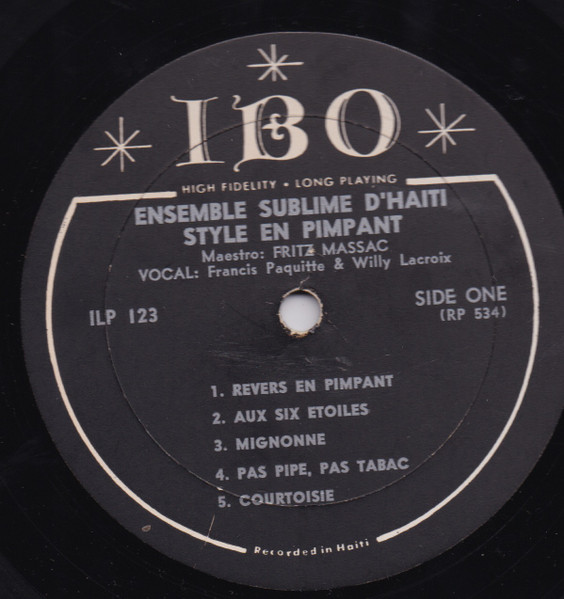 IBO
HIGH FIDELITY • LONG PLAYING
ENSEMBLE SUBLIME D'HAITI
STYLE EN PIMPANT
Maestro: FRITZ MASSAC
VOCAL: Francis Paquitte & Willy Lacroix
ILP 123
SIDE ONE
(RP 534)
1. REVERS EN PIMPANT
2. AUX SIX ETOILES
3. MIGNONNE
4. PAS PIPE, PAS TABAC
5. COURTOISIE
Recorded in Haiti